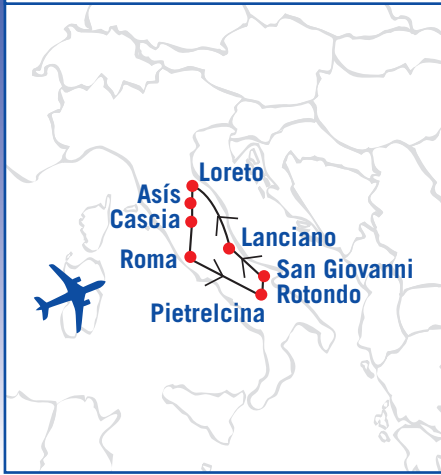 Loreto
Asís
Cascia
Lanciano
Roma
San Giovanni
Rotondo
Pietrelcina